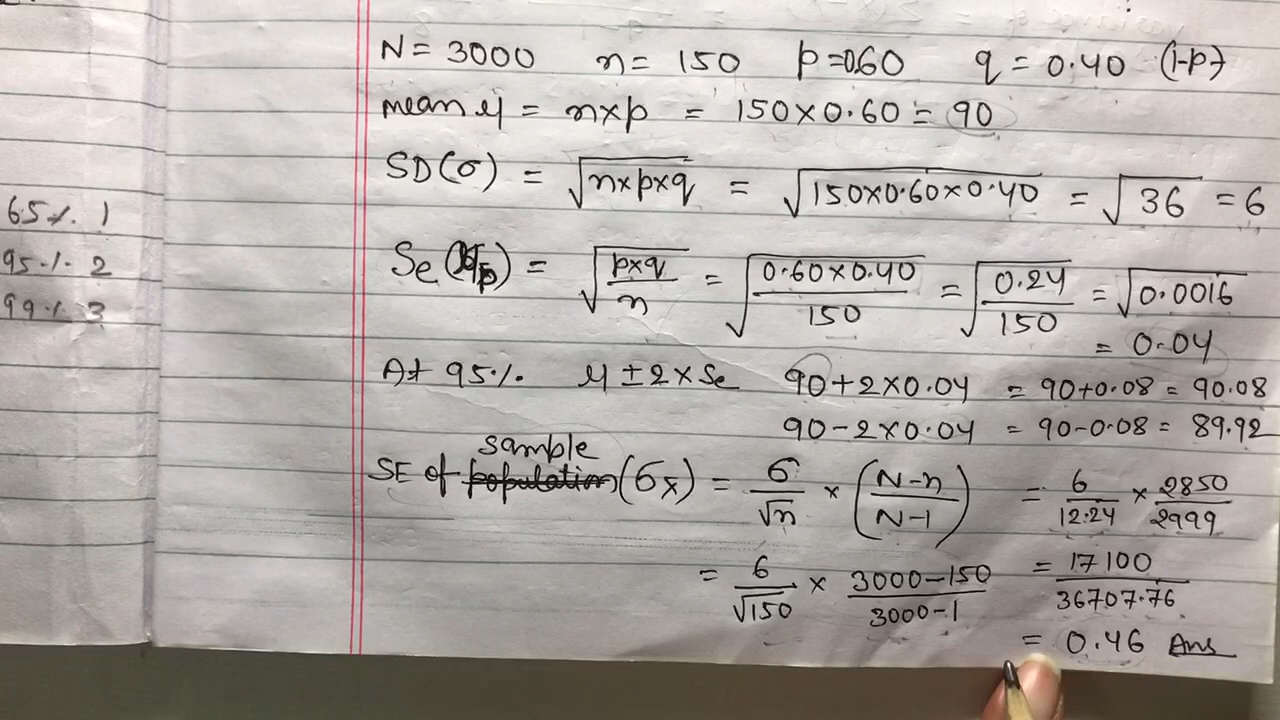 N = 3000 n = 150 p = 0.60 q = 0.40 (1-p)
mean μ = n×p = 150×0.60 = 90
SD(σ) = √n×p×q = √150×0.60×0.40 = √36 = 6
65% 1
95% 2
99% 3
Se(p) = √p×q/n = √0.60×0.40/150 = √0.24/150 = √0.0016
= 0.04
At 95% μ ± 2×Se 90+2×0.04 = 90+0.08 = 90.08
90-2×0.04 = 90-0.08 = 89.92
sample
SE of population (σx) = σ/√n × (N-n/N-1) = 6/12.24 × 2850/2999
= 6/√150 × 3000-150/3000-1 = 17100/36707.76
= 0.46 Ans